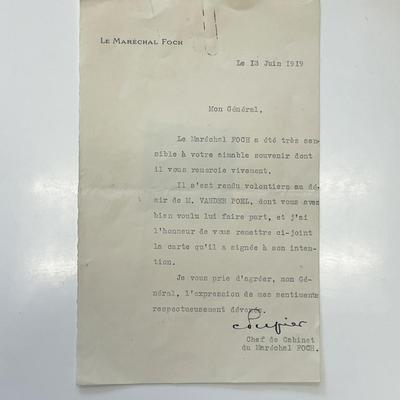 LE MARÉCHAL FOCH
Le 13 Juin 1919
Mon Général,
Le Maréchal FOCH a été très sen-
sible à votre aimable souvenir dont
il vous remercie vivement.
Il s'est rendu volontiers au dé-
sir de M. VANDER POHL, dont vous avez
bien voulu lui faire part, et j'ai
l'honneur de vous remettre ci-joint
la carte qu'il a signée à son inten-
tion.
Je vous prie d'agréer, mon Gé-
néral, l'expression de mes sentiments
respectueusement dévoués.
Chef de Cabinet
du Maréchal FOCH.